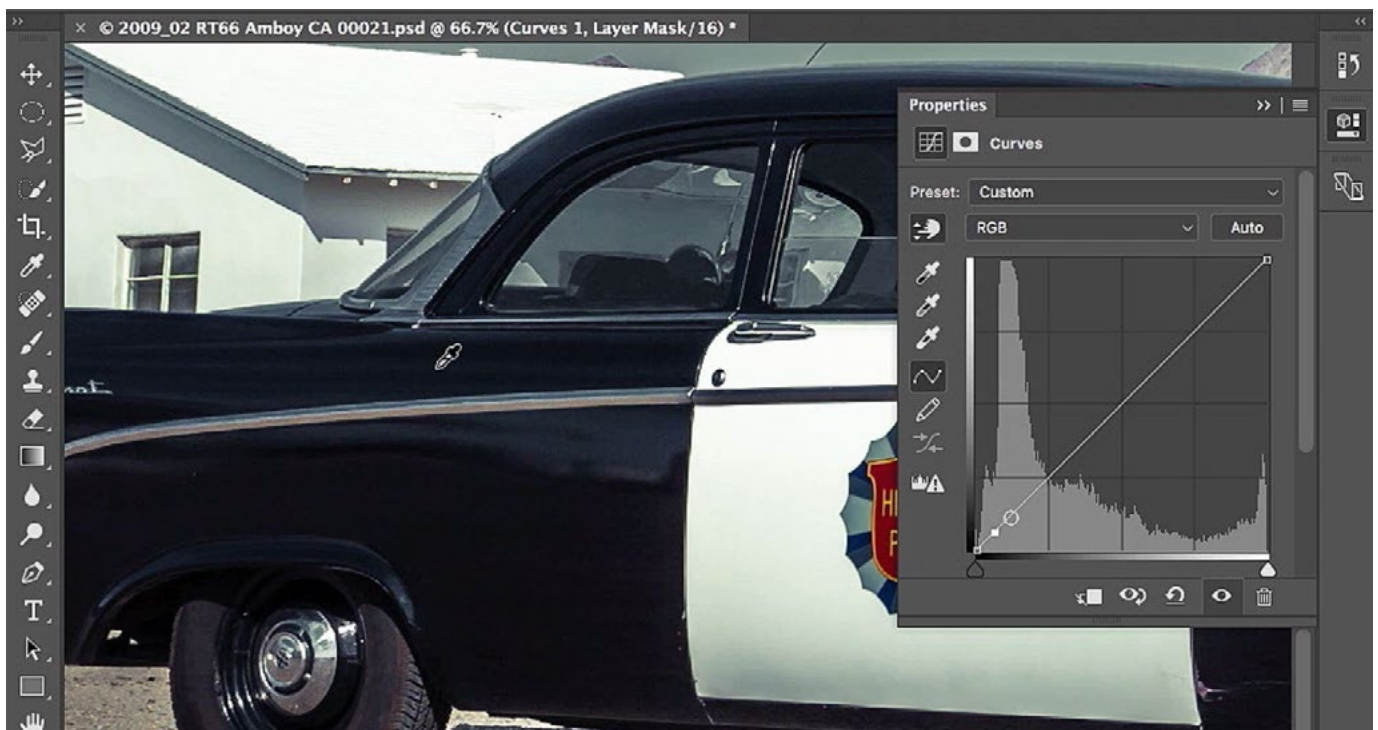 © 2009_02 RT66 Amboy CA 00021.psd @ 66.7% (Curves 1, Layer Mask/16) *
Properties
Curves
Preset: Custom
RGB
Auto
HI
P
T